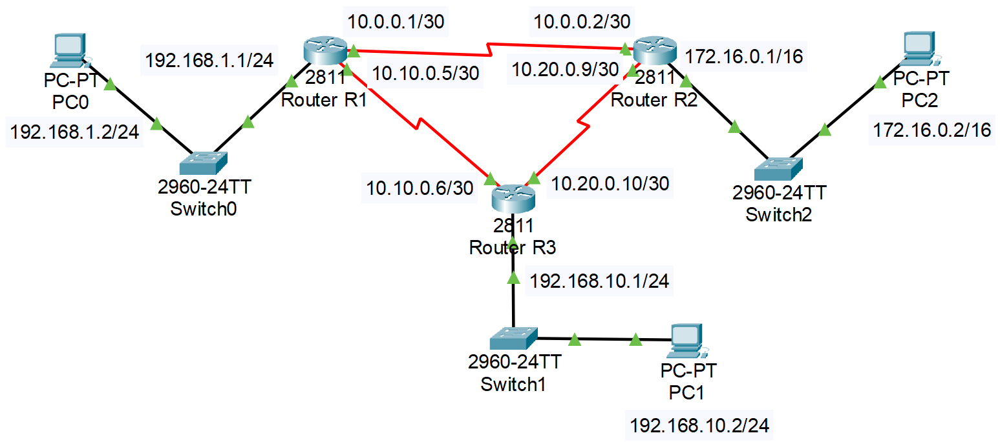 10.0.0.1/30
10.0.0.2/30
192.168.1.1/24
10.10.0.5/30
10.20.0.9/30
172.16.0.1/16
PC-PT
PC0
192.168.1.2/24
2811
Router R1
2811
Router R2
PC-PT
PC2
172.16.0.2/16
2960-24TT
Switch0
10.10.0.6/30
10.20.0.10/30
2960-24TT
Switch2
2811
Router R3
192.168.10.1/24
2960-24TT
Switch1
PC-PT
PC1
192.168.10.2/24